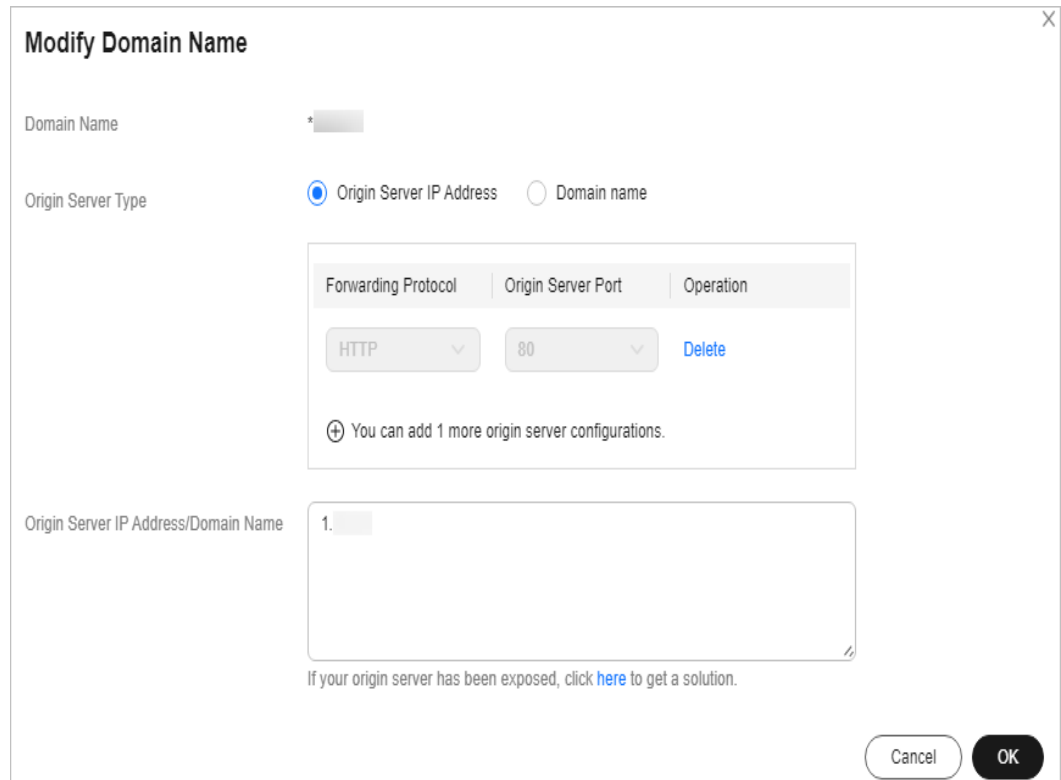 X
Modify Domain Name
Domain Name *
Origin Server Type Origin Server IP Address Domain name
Forwarding Protocol Origin Server Port Operation
HTTP 80 Delete
You can add 1 more origin server configurations.
Origin Server IP Address/Domain Name 1.
If your origin server has been exposed, click here to get a solution.
Cancel OK